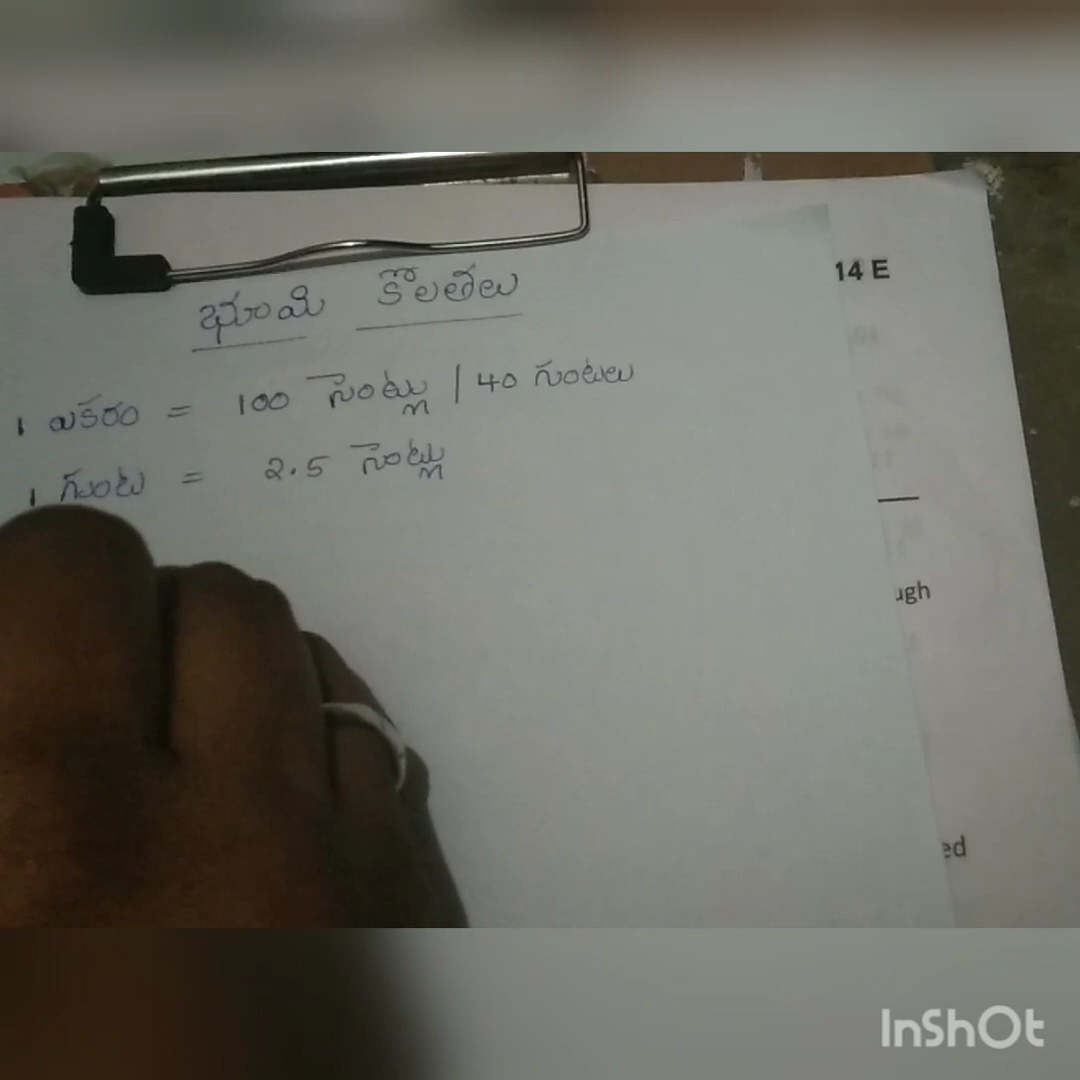 భూమి కొలతలు
1 ఎకరం = 100 సెంట్లు / 40 గుంటలు
1 గుంట = 2.5 సెంట్లు
14 E
ugh
ed
InShOt